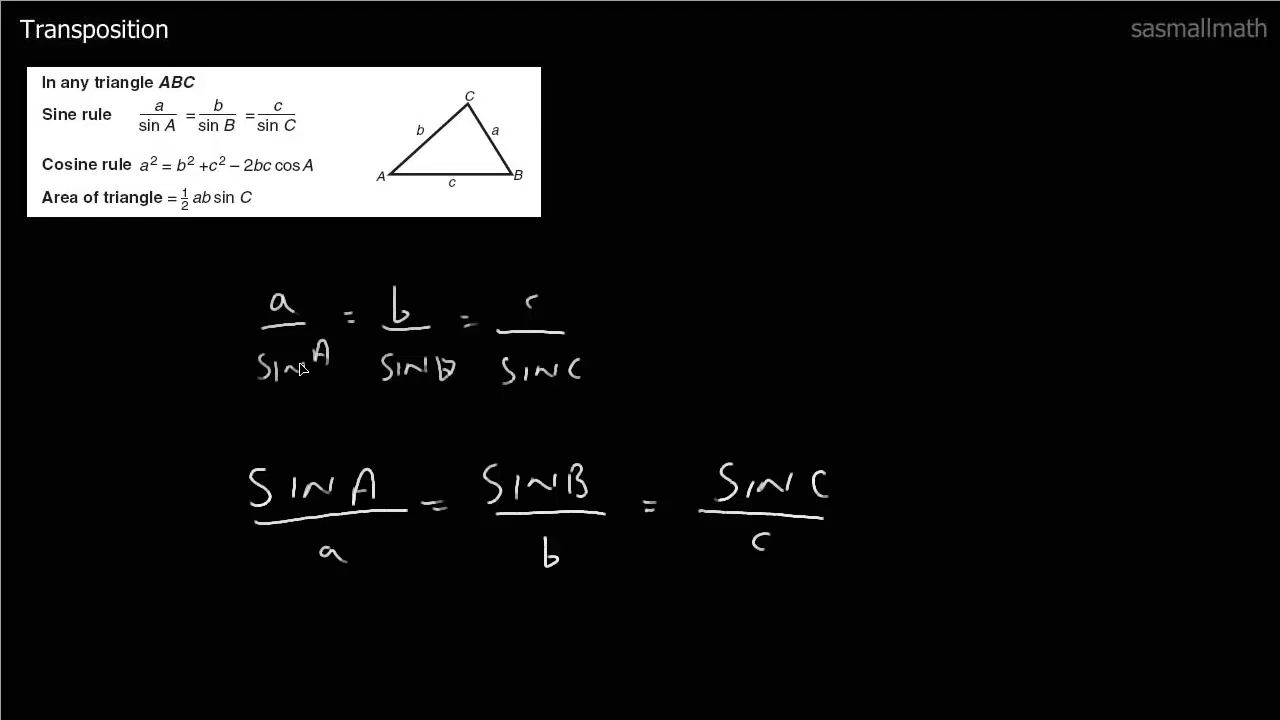 Transposition
sasmallmath
In any triangle ABC
Sine rule a/sin A = b/sin B = c/sin C
Cosine rule a² = b² + c² – 2bc cos A
Area of triangle = ½ ab sin C
C
b a
A B
c
a/SIN A = b/SIN B = c/SIN C
SIN A/a = SIN B/b = SIN C/c